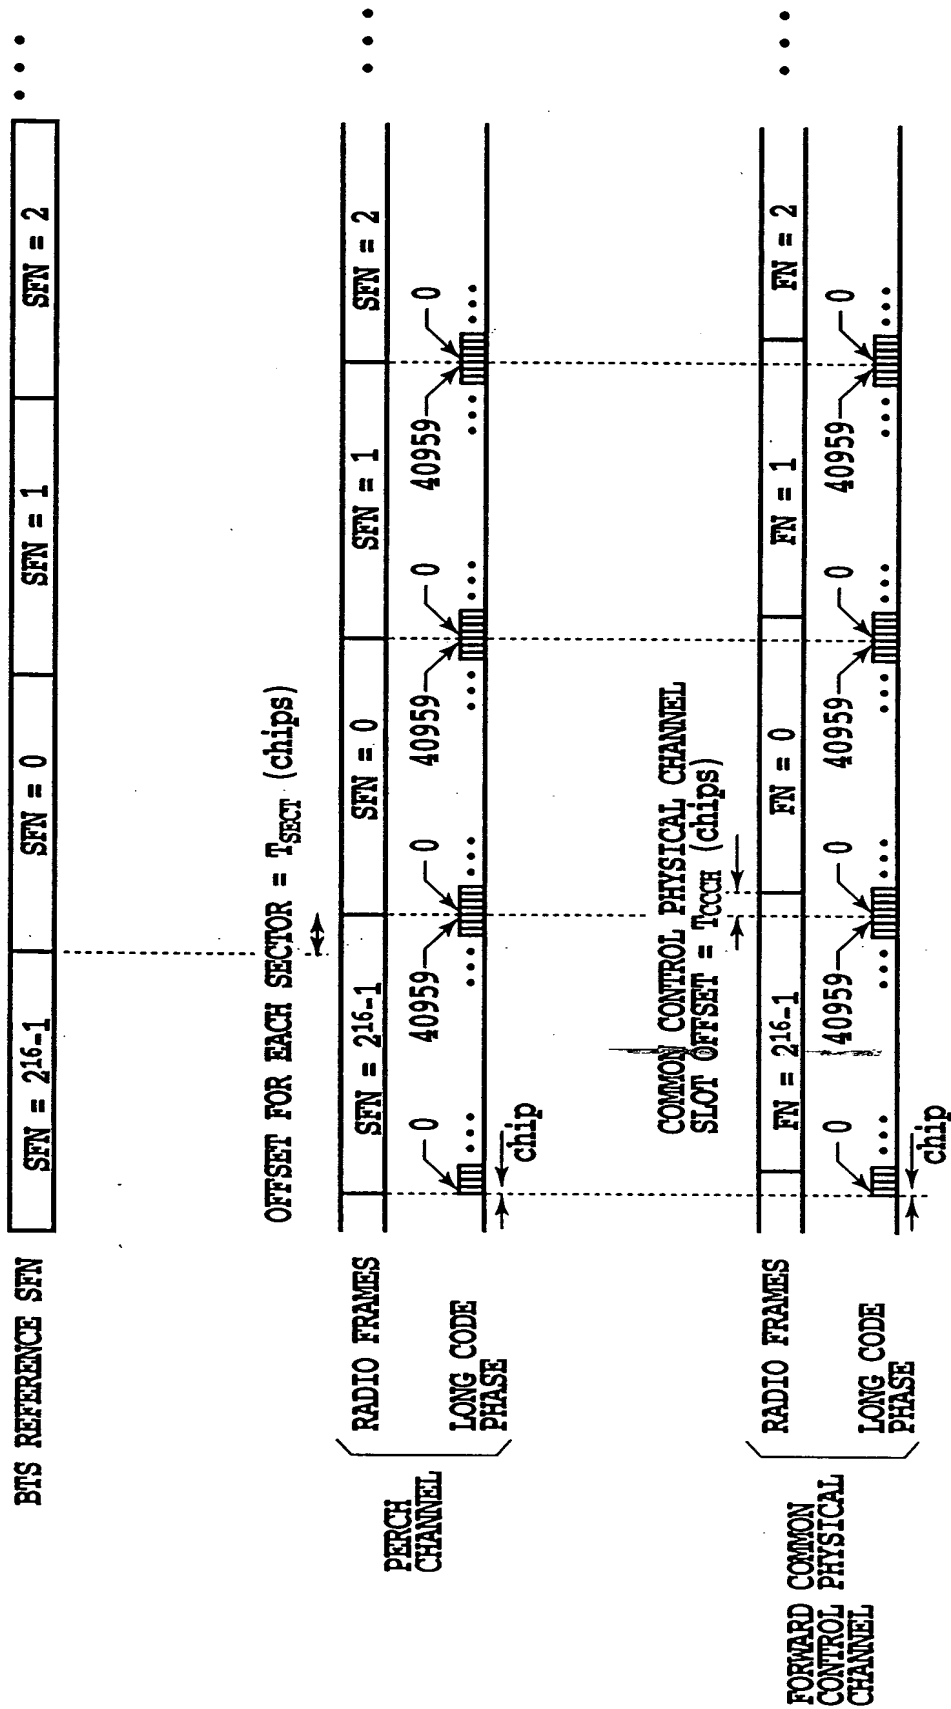 BTS REFERENCE SFN
SFN = 2¹⁶-1
SFN = 0
SFN = 1
SFN = 2
OFFSET FOR EACH SECTOR = T_SECT (chips)
PERCH
CHANNEL
RADIO FRAMES
SFN = 2¹⁶-1
SFN = 0
SFN = 1
SFN = 2
LONG CODE
PHASE
0
40959
0
40959
0
40959
0
chip
COMMON CONTROL PHYSICAL CHANNEL
SLOT OFFSET = T_CCCH (chips)
FORWARD COMMON
CONTROL PHYSICAL
CHANNEL
RADIO FRAMES
FN = 2¹⁶-1
FN = 0
FN = 1
FN = 2
LONG CODE
PHASE
0
40959
0
40959
0
40959
0
chip